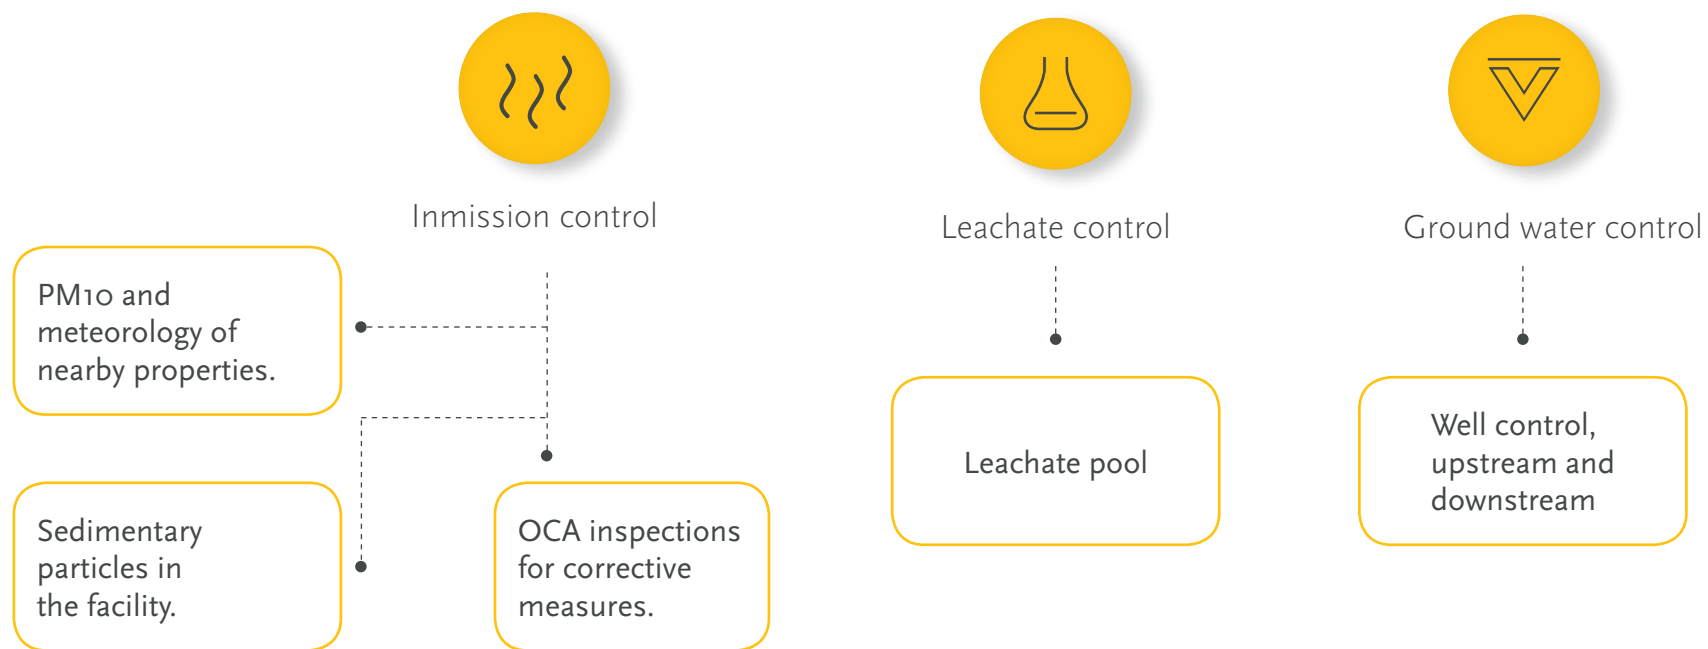 Inmission control
PM10 and
meteorology of
nearby properties.
Sedimentary
particles in
the facility.
OCA inspections
for corrective
measures.
Leachate control
Leachate pool
Ground water control
Well control,
upstream and
downstream